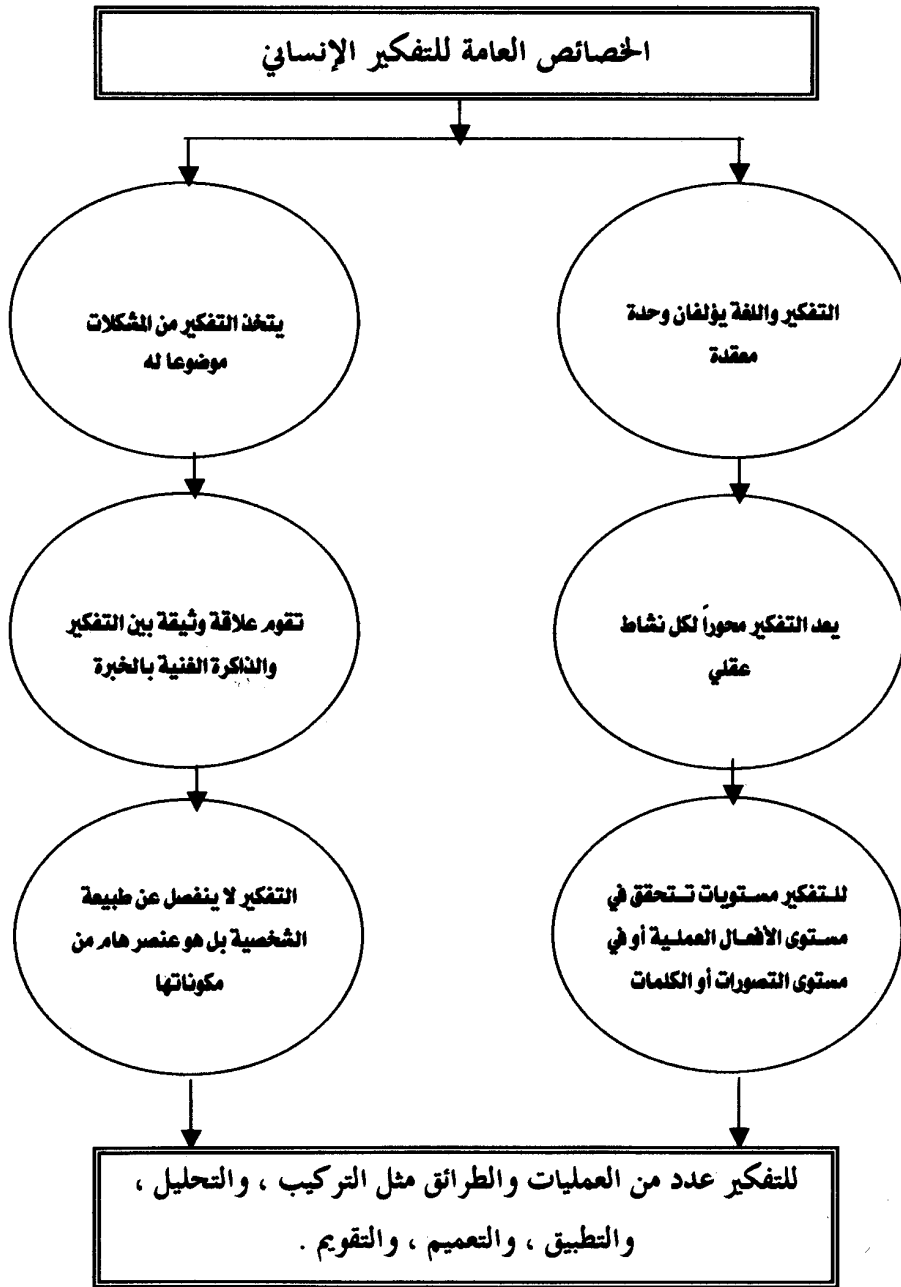 الخصائص العامة للتفكير الإنساني
التفكير واللغة يؤلفان وحدة
معقدة
يتخذ التفكير من المشكلات
موضوعا له
يعد التفكير محوراً لكل نشاط
عقلي
تقوم علاقة وثيقة بين التفكير
والذاكرة الغنية بالخبرة
للتفكير مستويات تتحقق في
مستوى الأفعال العملية أو في
مستوى التصورات أو الكلمات
التفكير لا ينفصل عن طبيعة
الشخصية بل هو عنصر هام من
مكوناتها
للتفكير عدد من العمليات والطرائق مثل التركيب ، والتحليل ،
والتطبيق ، والتعميم ، والتقويم .